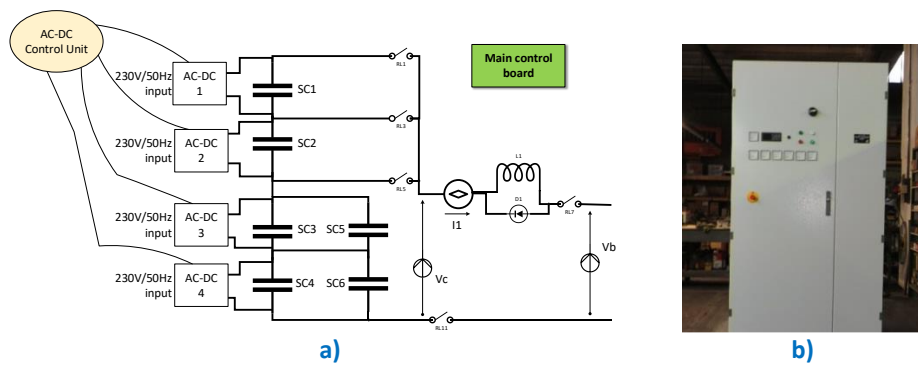 AC-DC
Control Unit
230V/50Hz
input
AC-DC
1
SC1
RL1
Main control
board
230V/50Hz
input
AC-DC
2
SC2
RL3
RL5
L1
D1
RL7
I1
230V/50Hz
input
AC-DC
3
SC3
SC5
Vc
Vb
230V/50Hz
input
AC-DC
4
SC4
SC6
RL11
a)
b)